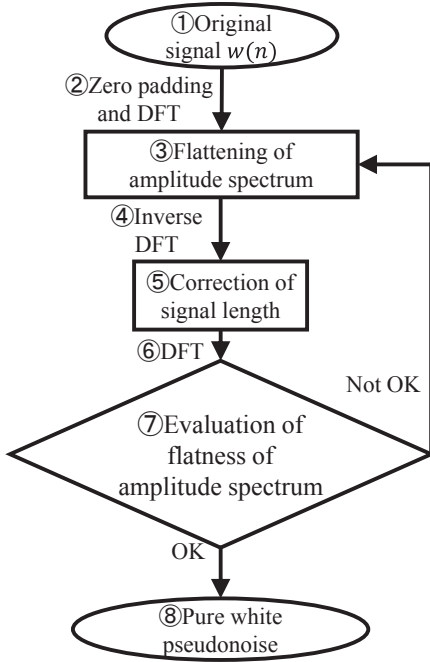 ①Original
signal w(n)
②Zero padding
and DFT
③Flattening of
amplitude spectrum
④Inverse
DFT
⑤Correction of
signal length
⑥DFT
Not OK
⑦Evaluation of
flatness of
amplitude spectrum
OK
⑧Pure white
pseudonoise